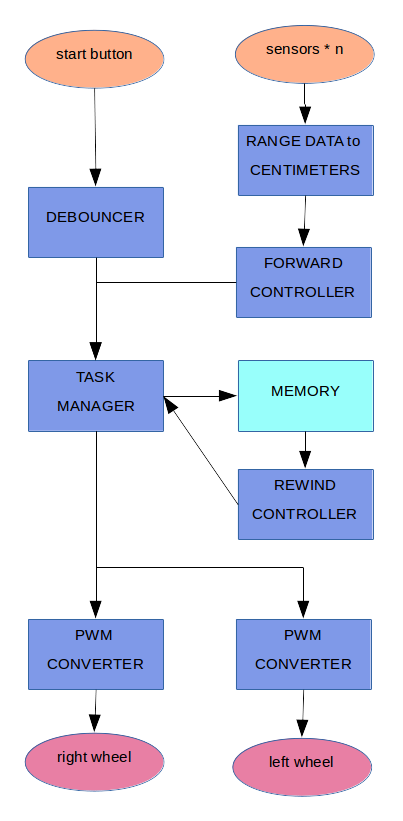 start button
sensors * n
RANGE DATA to
CENTIMETERS
DEBOUNCER
FORWARD
CONTROLLER
TASK
MANAGER
MEMORY
REWIND
CONTROLLER
PWM
CONVERTER
PWM
CONVERTER
right wheel
left wheel